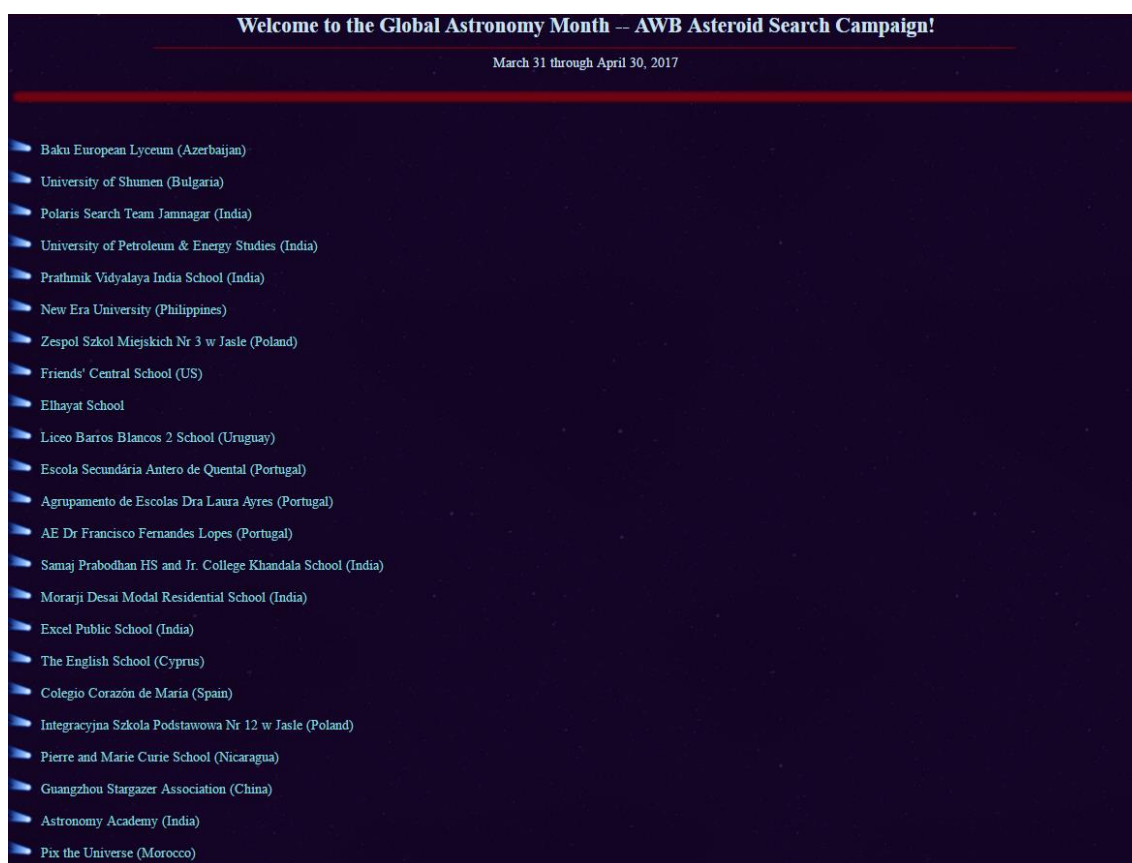 Welcome to the Global Astronomy Month -- AWB Asteroid Search Campaign!
March 31 through April 30, 2017
Baku European Lyceum (Azerbaijan)
University of Shumen (Bulgaria)
Polaris Search Team Jamnagar (India)
University of Petroleum & Energy Studies (India)
Prathmik Vidyalaya India School (India)
New Era University (Philippines)
Zespol Szkol Miejskich Nr 3 w Jasle (Poland)
Friends' Central School (US)
Elhayat School
Liceo Barros Blancos 2 School (Uruguay)
Escola Secundária Antero de Quental (Portugal)
Agrupamento de Escolas Dra Laura Ayres (Portugal)
AE Dr Francisco Fernandes Lopes (Portugal)
Samaj Prabodhan HS and Jr. College Khandala School (India)
Morarji Desai Modal Residential School (India)
Excel Public School (India)
The English School (Cyprus)
Colegio Corazón de María (Spain)
Integracyjna Szkola Podstawowa Nr 12 w Jasle (Poland)
Pierre and Marie Curie School (Nicaragua)
Guangzhou Stargazer Association (China)
Astronomy Academy (India)
Pix the Universe (Morocco)